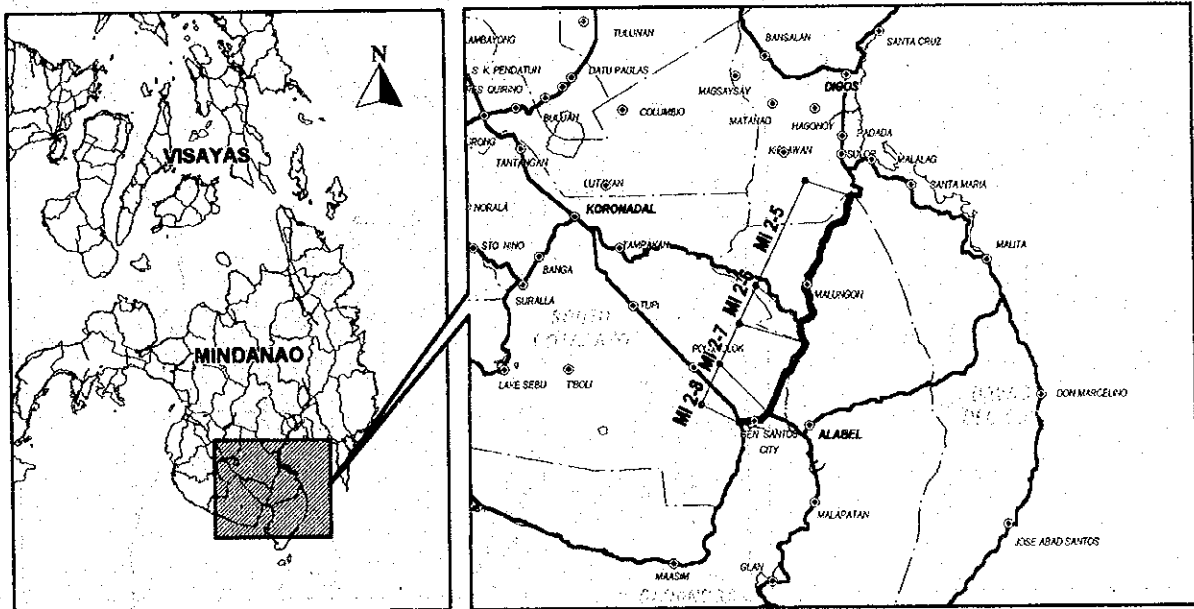 N
VISAYAS
MINDANAO
TULUNAN
BANSALAN
SANTA CRUZ
LAMBAYONG
S. K. PENDATUN
DATU PAULAS
DIGOS
MAGSAYSAY
BULUAN
COLUMBIO
MATANAO
HAGONOY
PADADA
TANTANGAN
SULOP
MALALAG
LUTAYAN
SANTA MARIA
NORALA
KORONADAL
MI 2-5
STO. NINO
TAMPAKAN
BANGA
MALITA
SURALLA
MI 2-6
MALUNGON
TUPI
SOUTH
MI 2-7
LAKE SEBU
T'BOLI
MI 2-8
DON MARCELINO
GEN SANTOS
CITY
ALABEL
MALAPATAN
JOSE ABAD SANTOS
MAASIM
GLAN